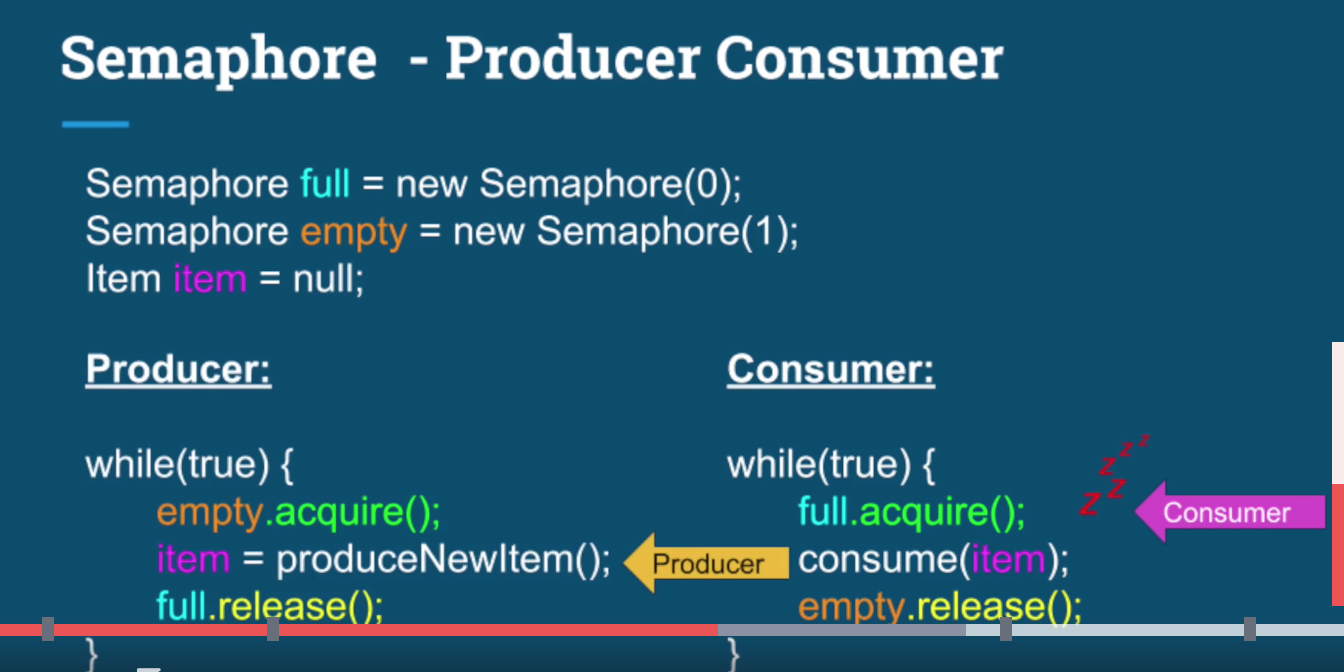 Semaphore - Producer Consumer
Semaphore full = new Semaphore(0);
Semaphore empty = new Semaphore(1);
Item item = null;
Producer:
while(true) {
empty.acquire();
item = produceNewItem();
full.release();
}
Producer
Consumer:
while(true) {
full.acquire();
consume(item);
empty.release();
}
z z z z z
Consumer